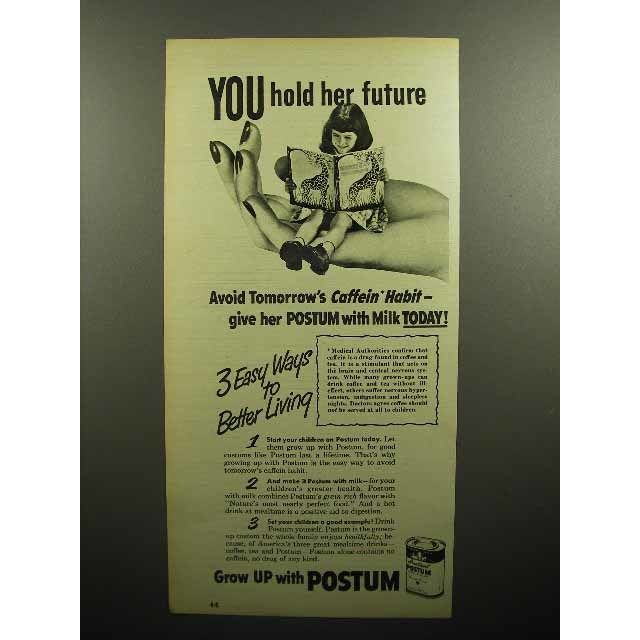 YOU hold her future
Avoid Tomorrow's Caffein* Habit—
give her POSTUM with Milk TODAY!
3 Easy Ways
to
Better Living
*Medical Authorities confirm that
caffein is a drug found in coffee and
tea. It is a stimulant that acts on
the brain and central nervous sys-
tem. While many grown-ups can
drink coffee and tea without ill-
effect, others suffer nervous hyper-
tension, indigestion and sleepless
nights. Doctors agree coffee should
not be served at all to children.
1 Start your children on Postum today. Let
them grow up with Postum, for good
customs like Postum last a lifetime. That's why
growing up with Postum is the easy way to avoid
tomorrow's caffein habit.
2 And make it Postum with milk—for your
children's greater health. Postum
with milk combines Postum's grain-rich flavor with
"Nature's most nearly perfect food." And a hot
drink at mealtime is a positive aid to digestion.
3 Set your children a good example! Drink
Postum yourself. Postum is the grown-
up custom the whole family enjoys healthfully; be-
cause, of America's three great mealtime drinks—
coffee, tea and Postum—Postum alone contains no
caffein, no drug of any kind.
Grow UP with POSTUM
POSTUM
44